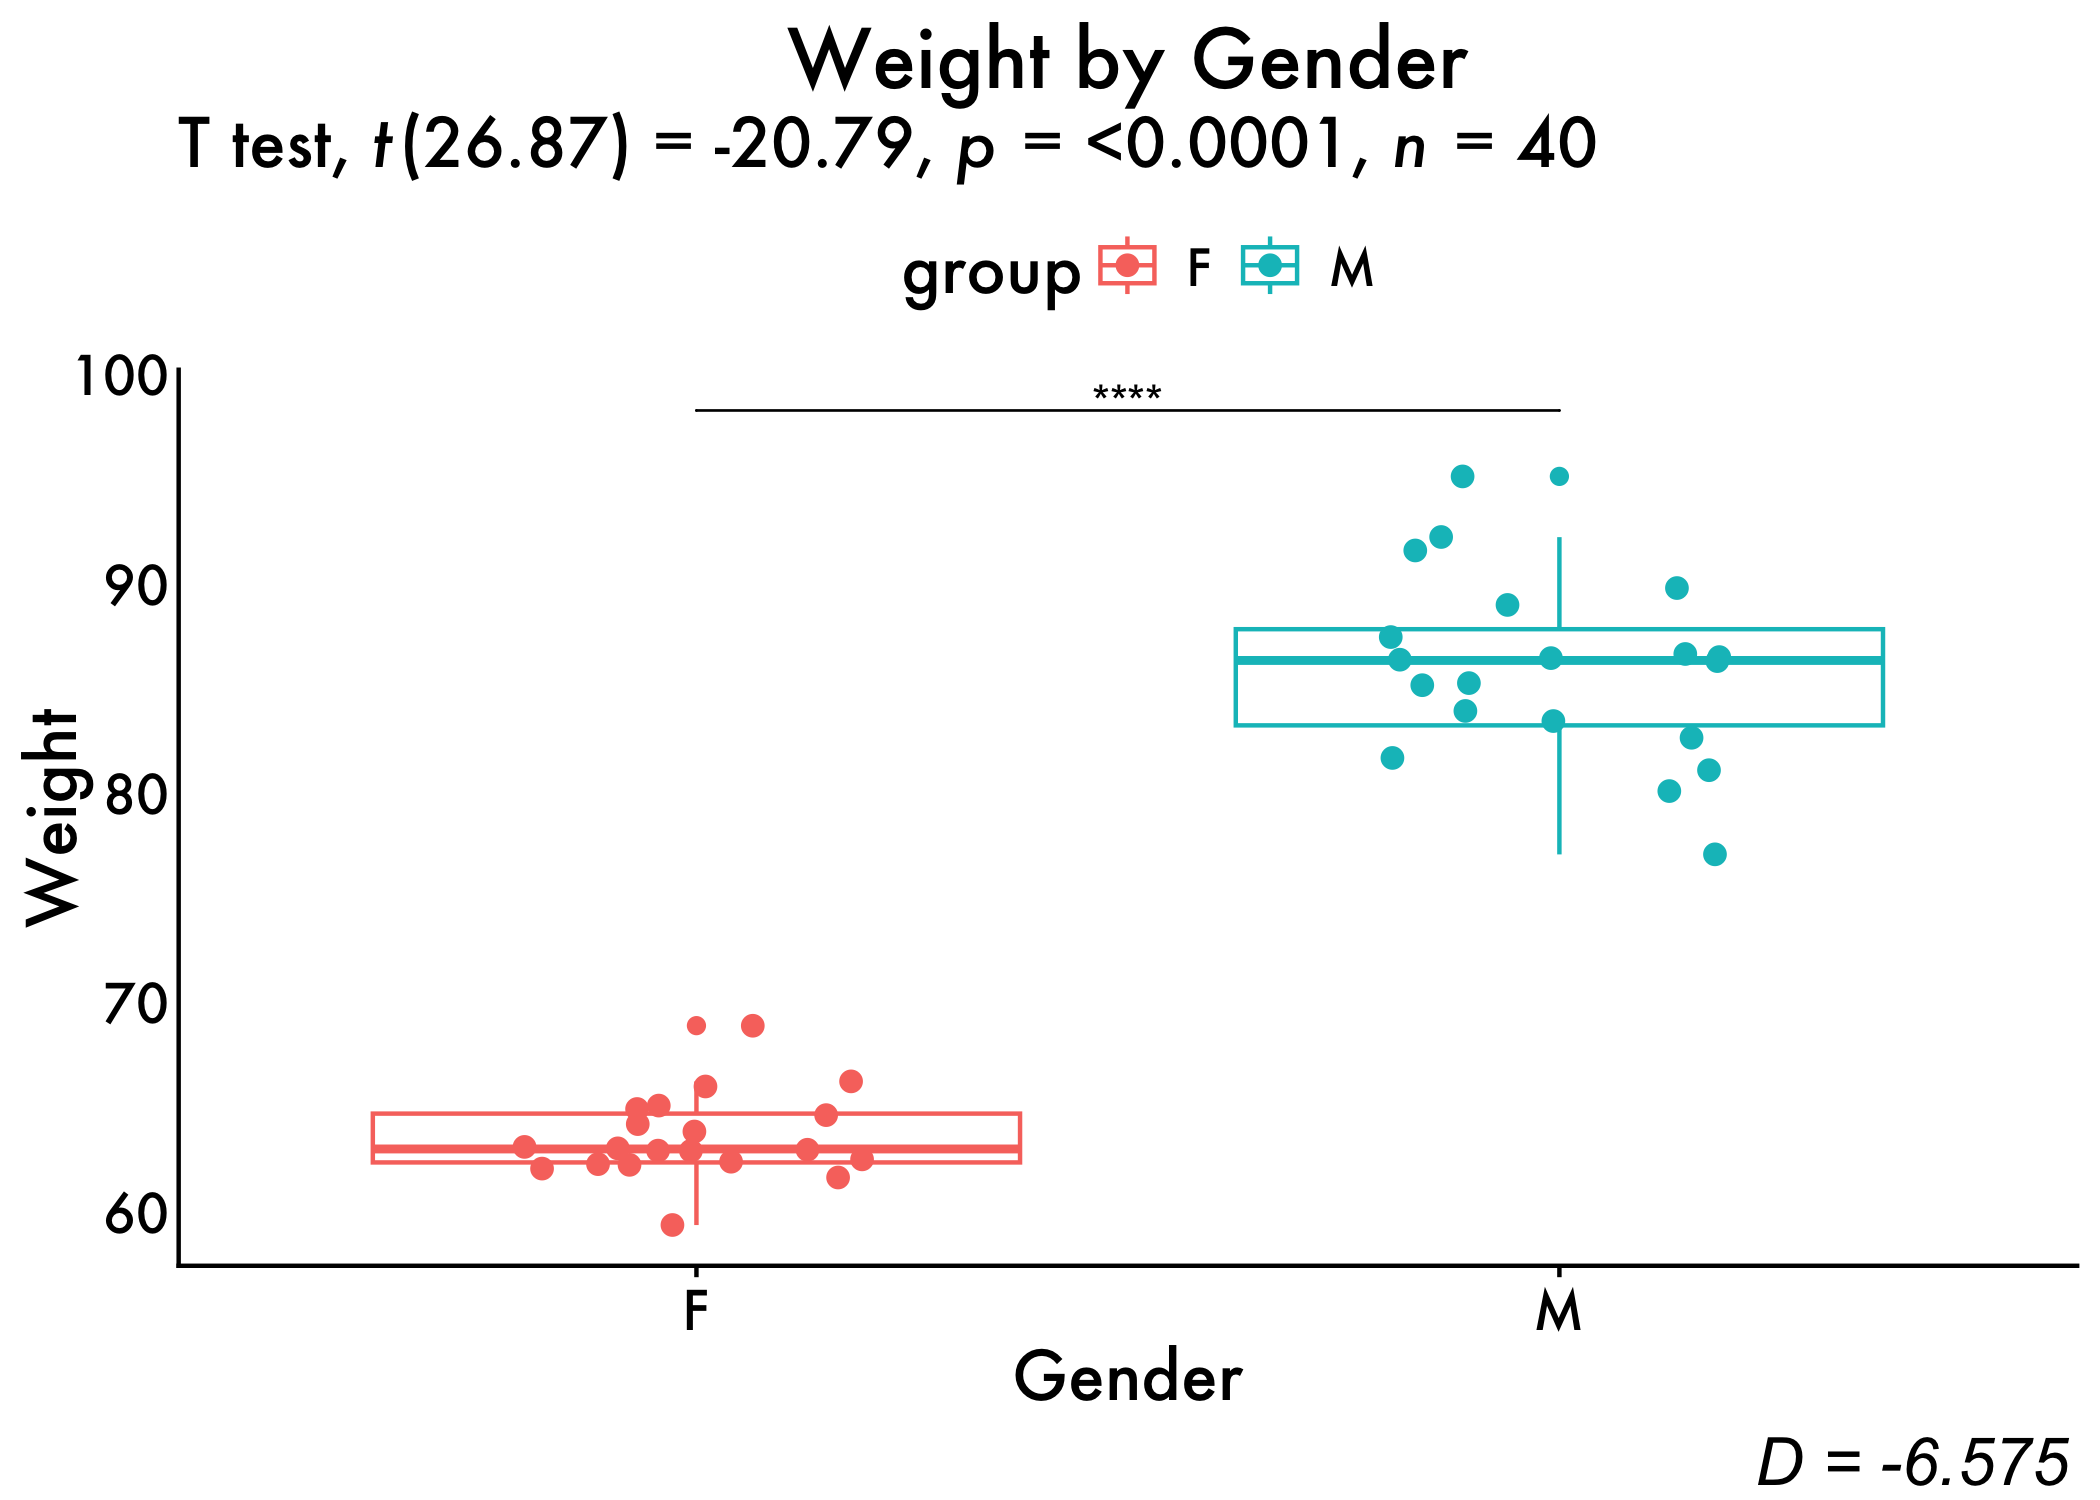 Weight by Gender
T test, t(26.87) = -20.79, p = <0.0001, n = 40
group F M
100
****
90
80
70
60
Weight
F M
Gender
D = -6.575